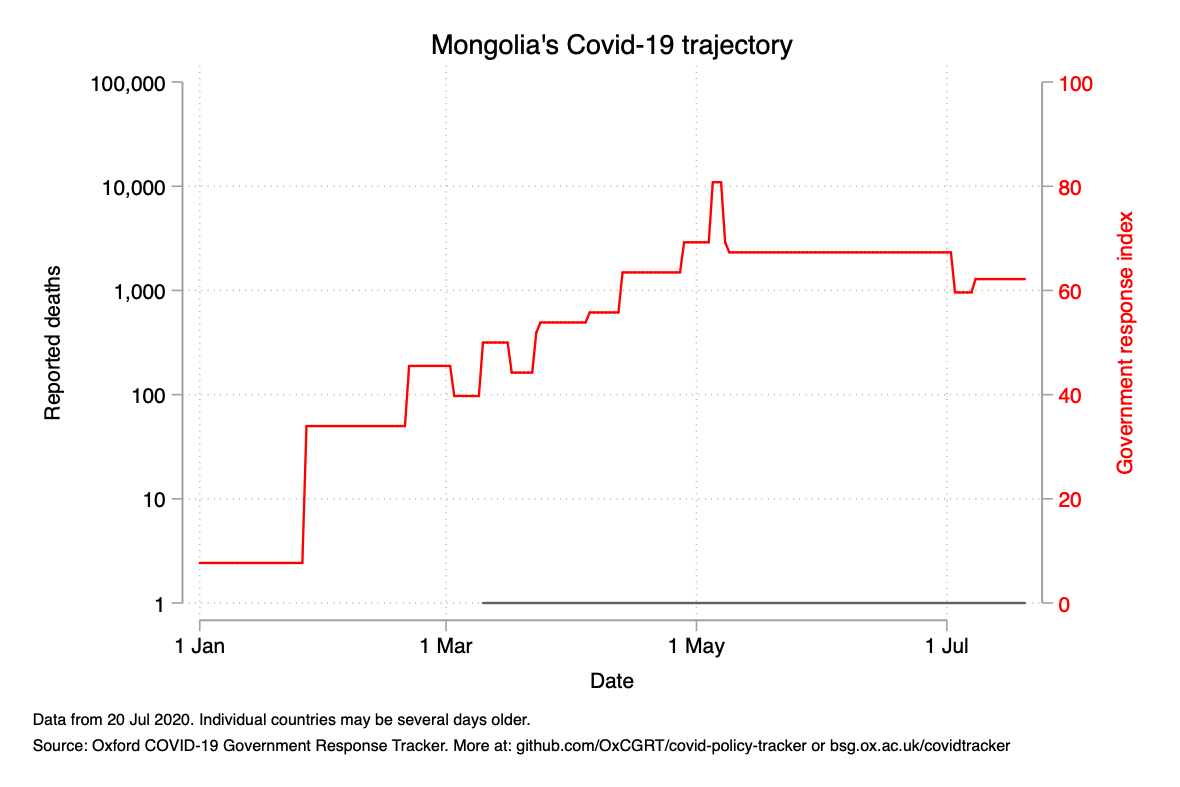 Mongolia's Covid-19 trajectory
100,000
10,000
1,000
100
10
1
Reported deaths
100
80
60
40
20
0
Government response index
1 Jan
1 Mar
1 May
1 Jul
Date
Data from 20 Jul 2020. Individual countries may be several days older.
Source: Oxford COVID-19 Government Response Tracker. More at: github.com/OxCGRT/covid-policy-tracker or bsg.ox.ac.uk/covidtracker